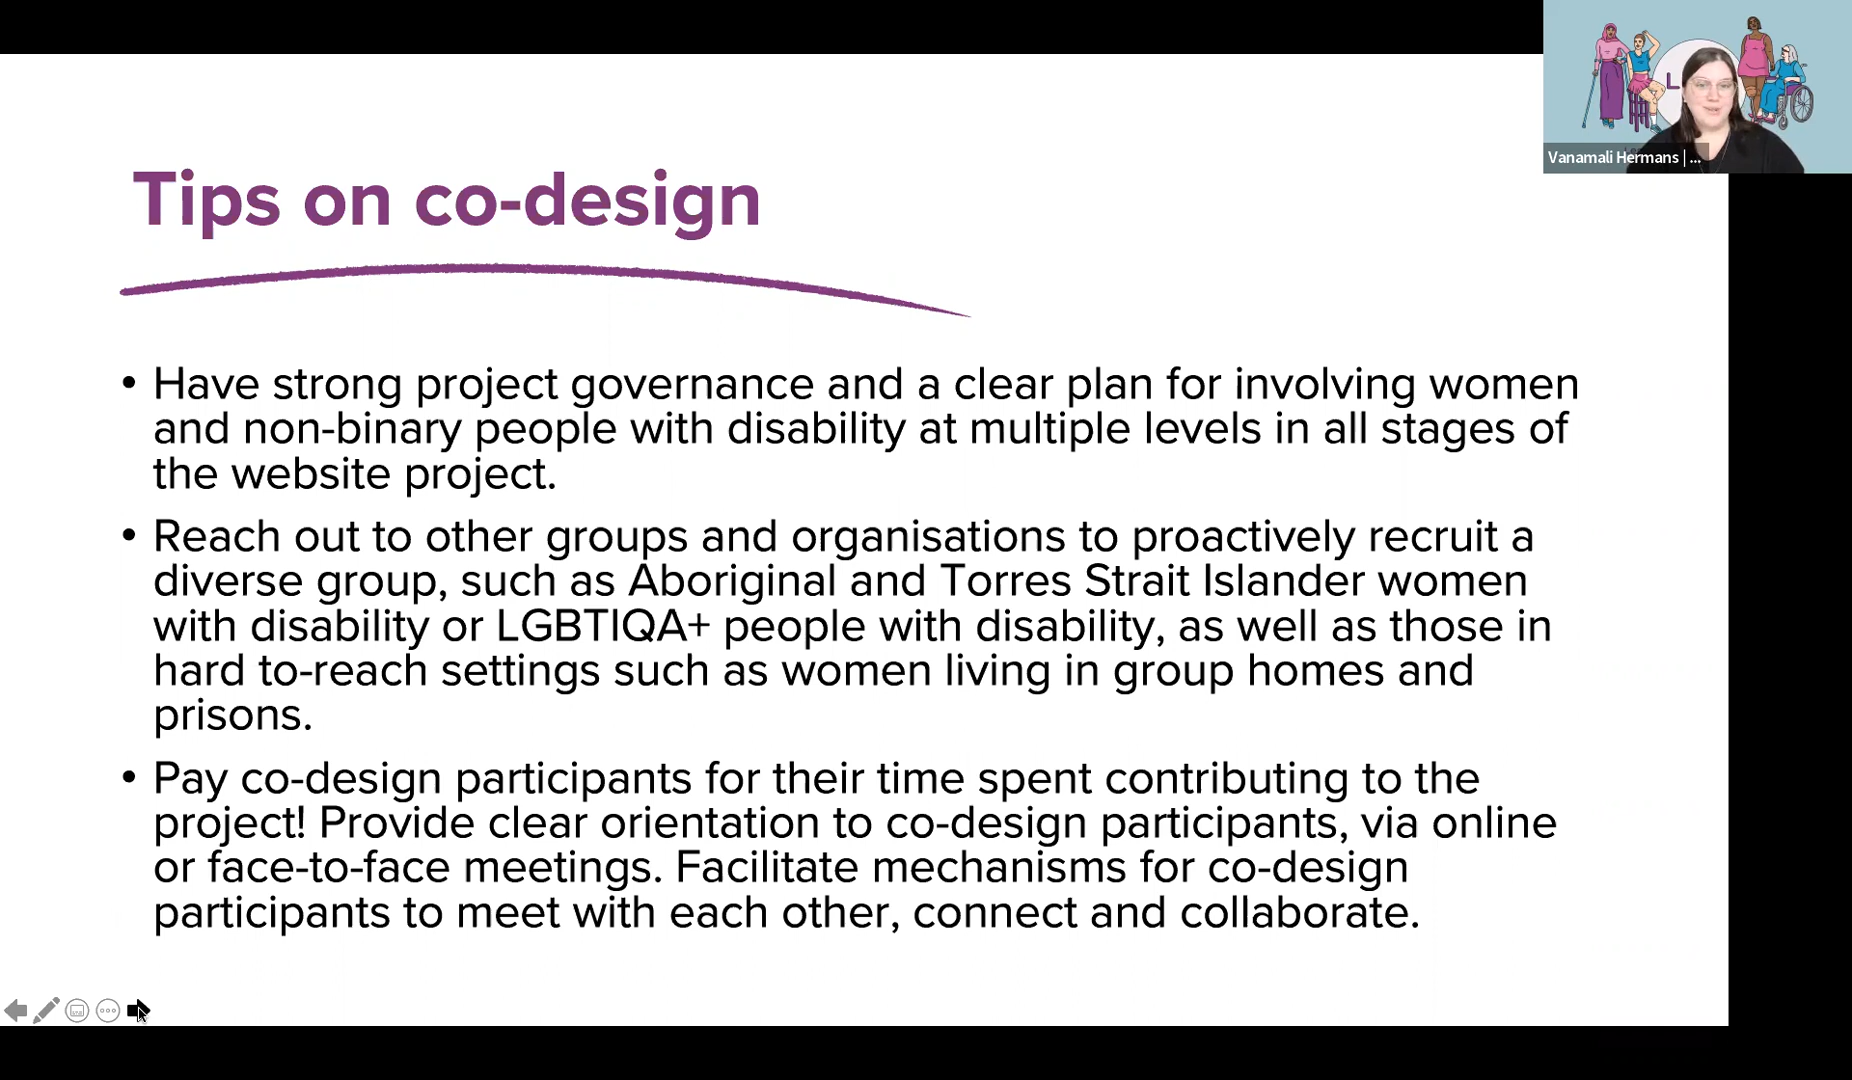 Tips on co-design
• Have strong project governance and a clear plan for involving women
and non-binary people with disability at multiple levels in all stages of
the website project.
• Reach out to other groups and organisations to proactively recruit a
diverse group, such as Aboriginal and Torres Strait Islander women
with disability or LGBTIQA+ people with disability, as well as those in
hard to-reach settings such as women living in group homes and
prisons.
• Pay co-design participants for their time spent contributing to the
project! Provide clear orientation to co-design participants, via online
or face-to-face meetings. Facilitate mechanisms for co-design
participants to meet with each other, connect and collaborate.
L
Vanamali Hermans | ...